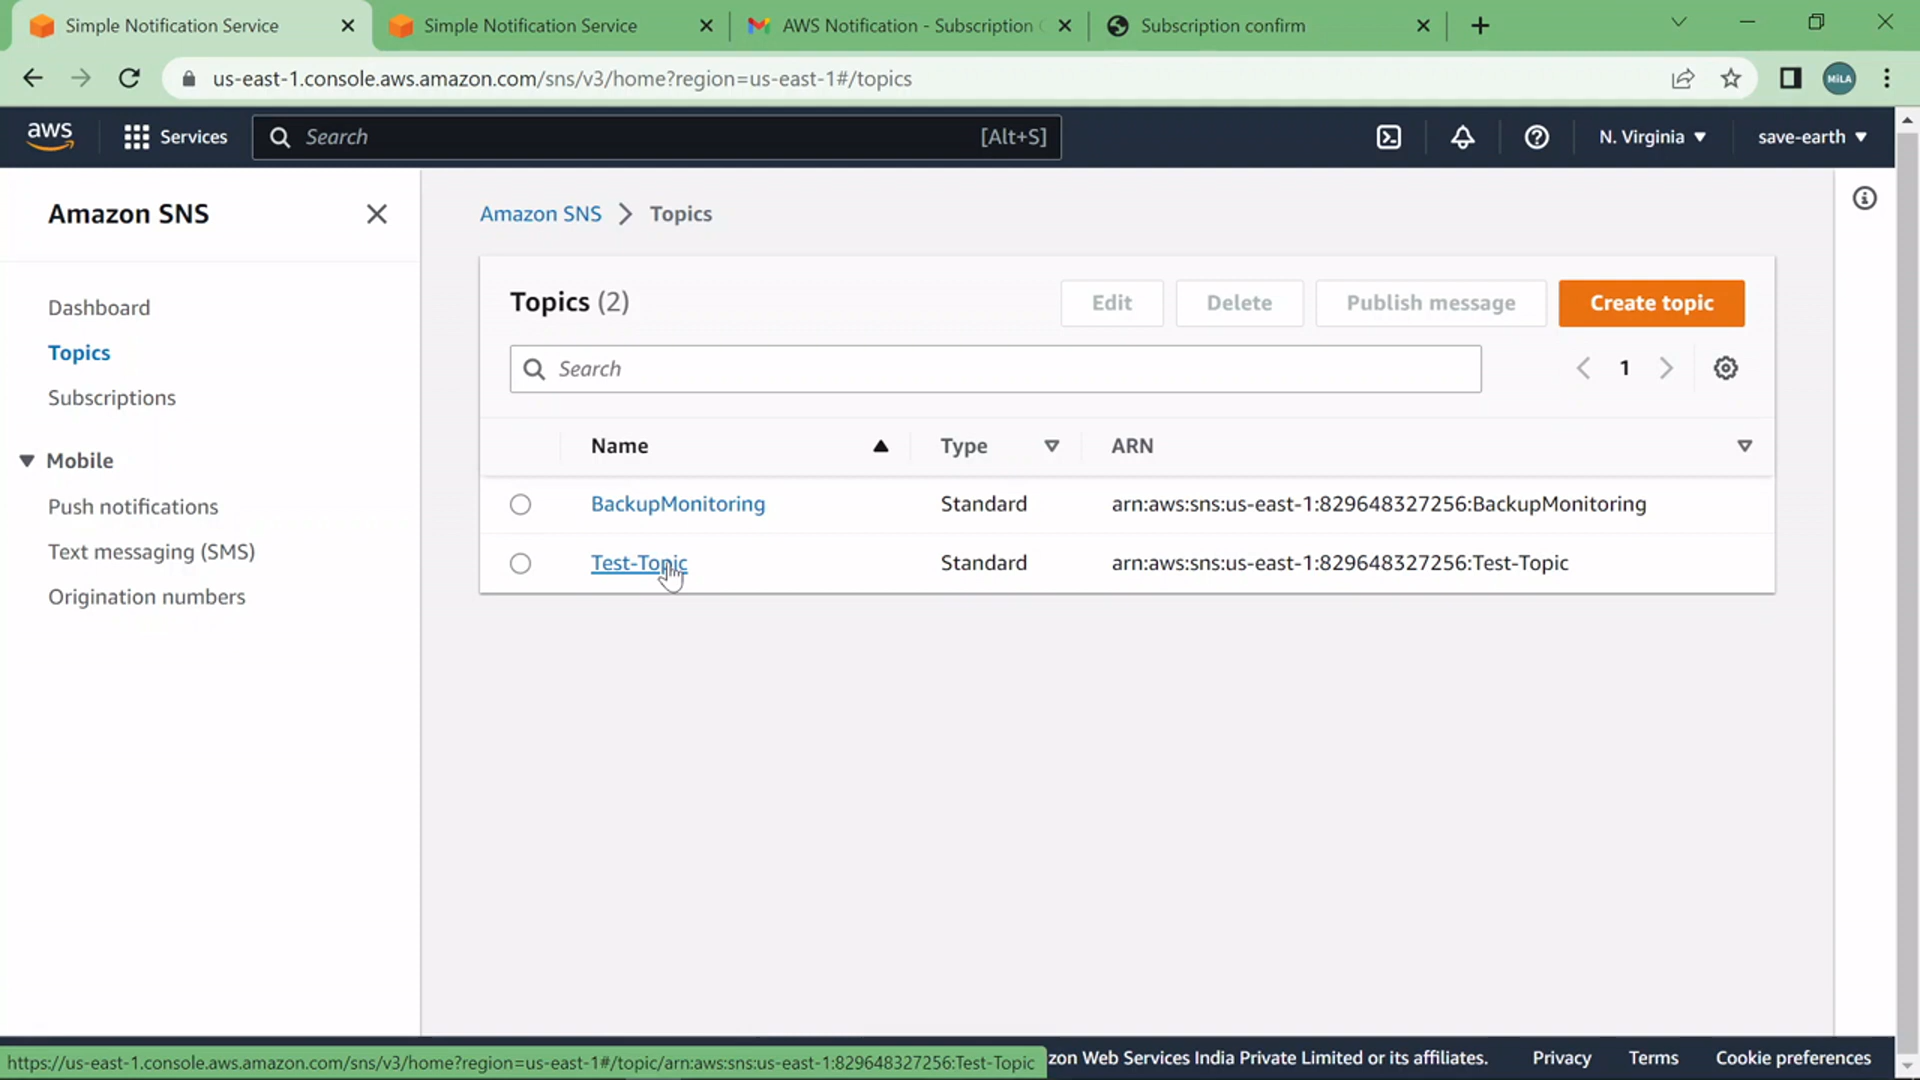 Simple Notification Service
Simple Notification Service
AWS Notification - Subscription
Subscription confirm
us-east-1.console.aws.amazon.com/sns/v3/home?region=us-east-1#/topics
MiLA
aws
Services
Search
[Alt+S]
N. Virginia
save-earth
Amazon SNS
Dashboard
Topics
Subscriptions
Mobile
Push notifications
Text messaging (SMS)
Origination numbers
Amazon SNS > Topics
Topics (2)
Edit
Delete
Publish message
Create topic
Search
1
Name Type ARN
BackupMonitoring Standard arn:aws:sns:us-east-1:829648327256:BackupMonitoring
Test-Topic Standard arn:aws:sns:us-east-1:829648327256:Test-Topic
https://us-east-1.console.aws.amazon.com/sns/v3/home?region=us-east-1#/topic/arn:aws:sns:us-east-1:829648327256:Test-Topic
zon Web Services India Private Limited or its affiliates. Privacy Terms Cookie preferences